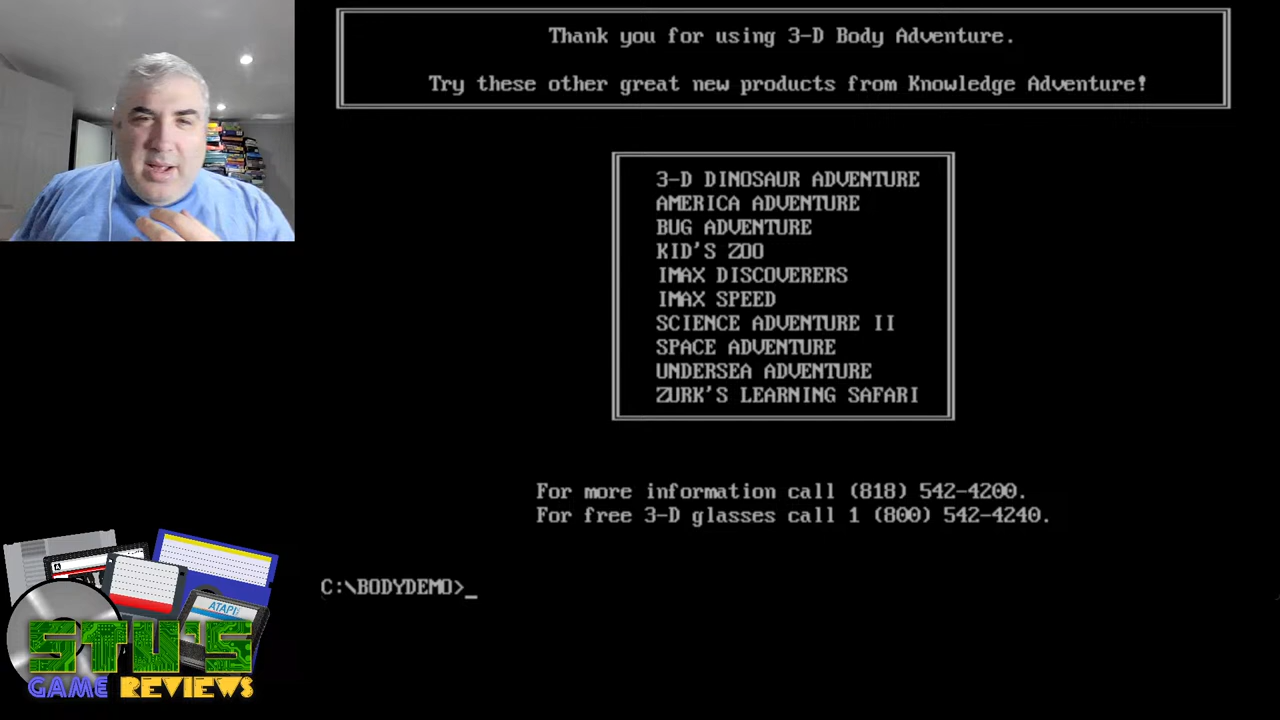 Thank you for using 3-D Body Adventure.
Try these other great new products from Knowledge Adventure!
3-D DINOSAUR ADVENTURE
AMERICA ADVENTURE
BUG ADVENTURE
KID'S ZOO
IMAX DISCOVERERS
IMAX SPEED
SCIENCE ADVENTURE II
SPACE ADVENTURE
UNDERSEA ADVENTURE
ZURK'S LEARNING SAFARI
For more information call (818) 542-4200.
For free 3-D glasses call 1 (800) 542-4240.
C:\BODYDEMO>_
ATARI
STU'S
GAME REVIEWS